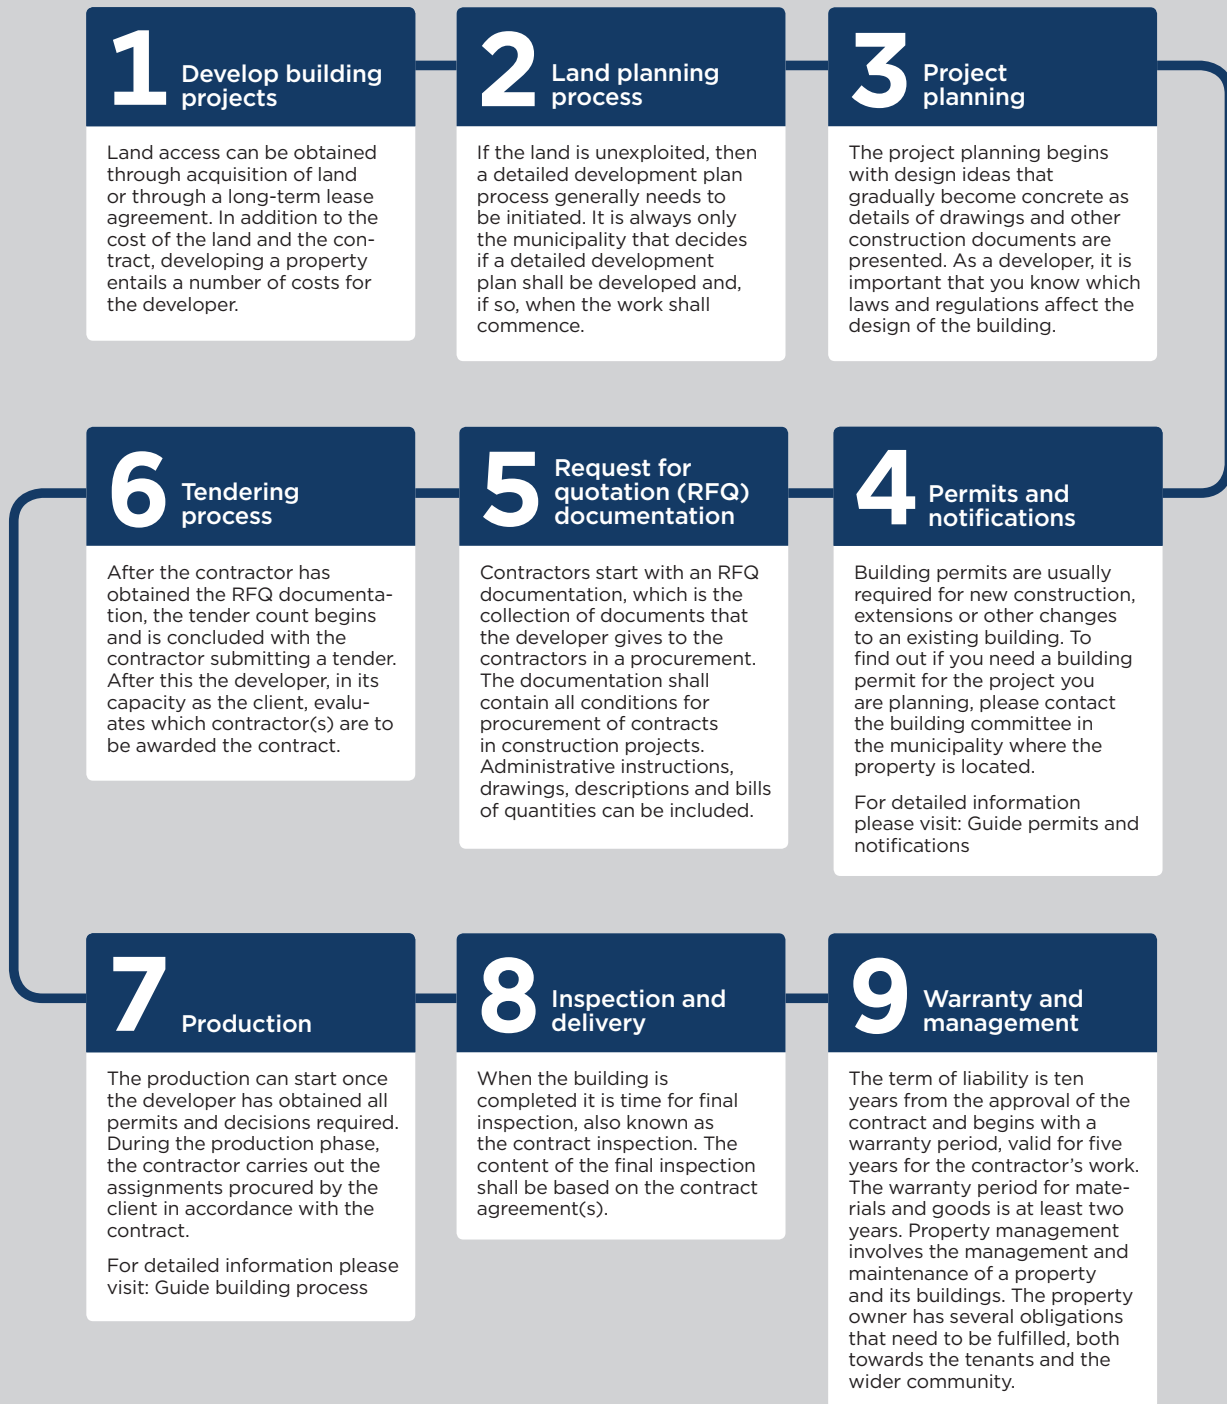 1 Develop building
projects
Land access can be obtained
through acquisition of land
or through a long-term lease
agreement. In addition to the
cost of the land and the con-
tract, developing a property
entails a number of costs for
the developer.
2 Land planning
process
If the land is unexploited, then
a detailed development plan
process generally needs to
be initiated. It is always only
the municipality that decides
if a detailed development
plan shall be developed and,
if so, when the work shall
commence.
3 Project
planning
The project planning begins
with design ideas that
gradually become concrete as
details of drawings and other
construction documents are
presented. As a developer, it is
important that you know which
laws and regulations affect the
design of the building.
4 Permits and
notifications
Building permits are usually
required for new construction,
extensions or other changes
to an existing building. To
find out if you need a building
permit for the project you
are planning, please contact
the building committee in
the municipality where the
property is located.
For detailed information
please visit: Guide permits and
notifications
5 Request for
quotation (RFQ)
documentation
Contractors start with an RFQ
documentation, which is the
collection of documents that
the developer gives to the
contractors in a procurement.
The documentation shall
contain all conditions for
procurement of contracts
in construction projects.
Administrative instructions,
drawings, descriptions and bills
of quantities can be included.
6 Tendering
process
After the contractor has
obtained the RFQ documenta-
tion, the tender count begins
and is concluded with the
contractor submitting a tender.
After this the developer, in its
capacity as the client, evalu-
ates which contractor(s) are to
be awarded the contract.
7 Production
The production can start once
the developer has obtained all
permits and decisions required.
During the production phase,
the contractor carries out the
assignments procured by the
client in accordance with the
contract.
For detailed information please
visit: Guide building process
8 Inspection and
delivery
When the building is
completed it is time for final
inspection, also known as
the contract inspection. The
content of the final inspection
shall be based on the contract
agreement(s).
9 Warranty and
management
The term of liability is ten
years from the approval of the
contract and begins with a
warranty period, valid for five
years for the contractor's work.
The warranty period for mate-
rials and goods is at least two
years. Property management
involves the management and
maintenance of a property
and its buildings. The property
owner has several obligations
that need to be fulfilled, both
towards the tenants and the
wider community.